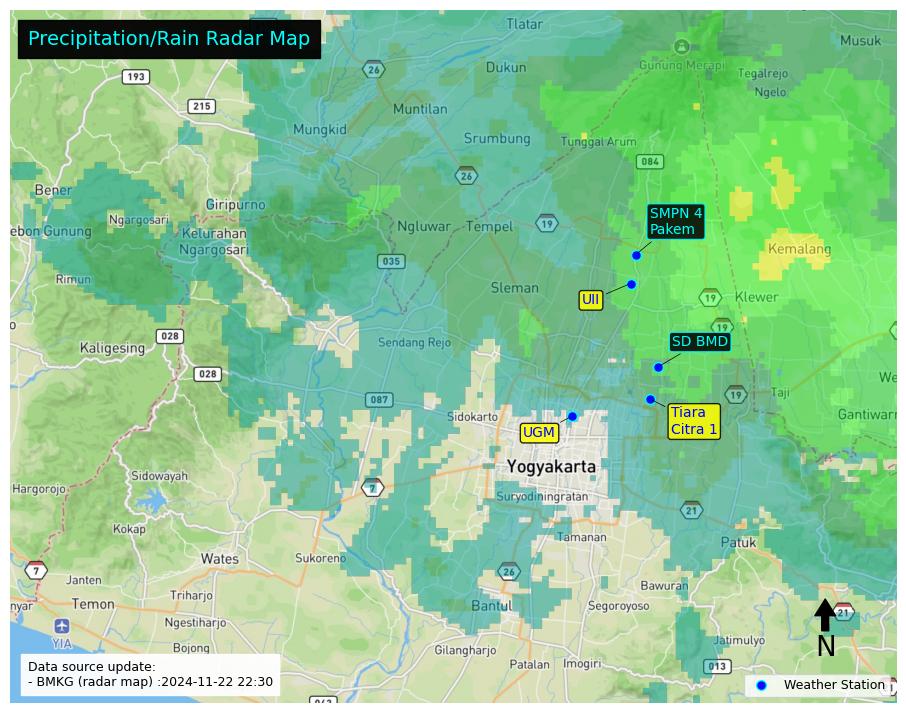 Precipitation/Rain Radar Map
Tlatar
Musuk
26
Dukun
Gunung Merapi
Tegalrejo
193
Ngelo
215
Muntilan
Mungkid
Srumbung
Tunggal Arum
084
26
Bener
Giripurno
SMPN 4
Pakem
Ngargosari
Ngluwar
Tempel
19
ebon Gunung
Kelurahan
Ngargosari
Kemalang
035
Rimun
Sleman
UII
19
Klewer
19
028
Kaligesing
Sendang Rejo
SD BMD
028
We
087
19
Taji
Sidokarto
Tiara
Citra 1
Gantiwarn
UGM
Yogyakarta
Sidowayah
Hargorojo
7
Suryodiningratan
21
Kokap
Tamanan
Patuk
Wates
Sukoreno
7
Janten
26
Bawuran
nyar
Temon
Triharjo
Bantul
Segoroyoso
21
Ngestiharjo
YIA
Jatimulyo
N
Bojong
Gilangharjo
Patalan
Imogiri
013
Data source update:
- BMKG (radar map) :2024-11-22 22:30
Weather Station